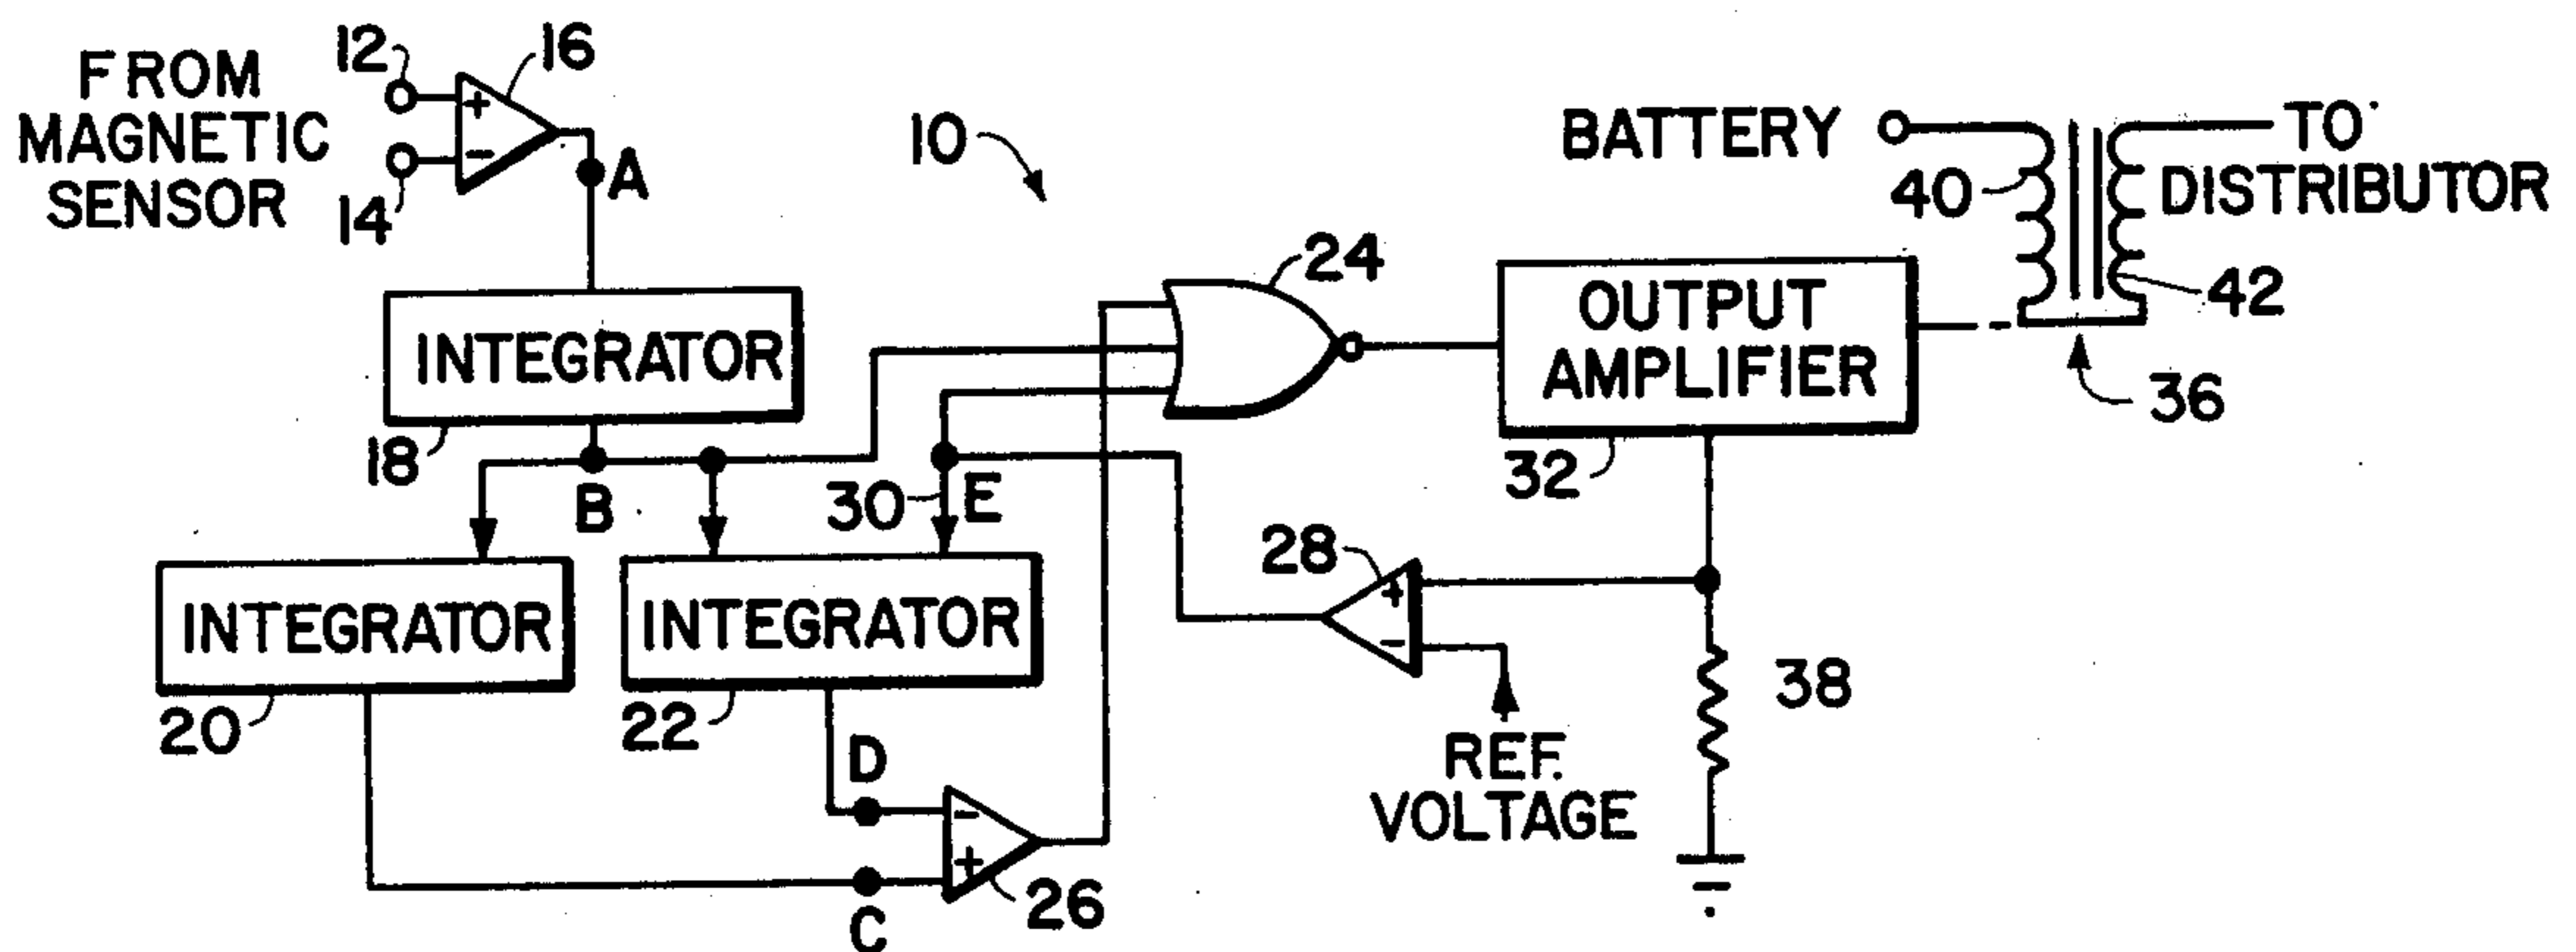 FROM
MAGNETIC
SENSOR
12
14
16
+
-
A
10
BATTERY
40
TO
DISTRIBUTOR
42
36
INTEGRATOR
18
B
24
OUTPUT
AMPLIFIER
32
30
E
28
+
-
INTEGRATOR
20
INTEGRATOR
22
38
REF.
VOLTAGE
D
C
-
+
26